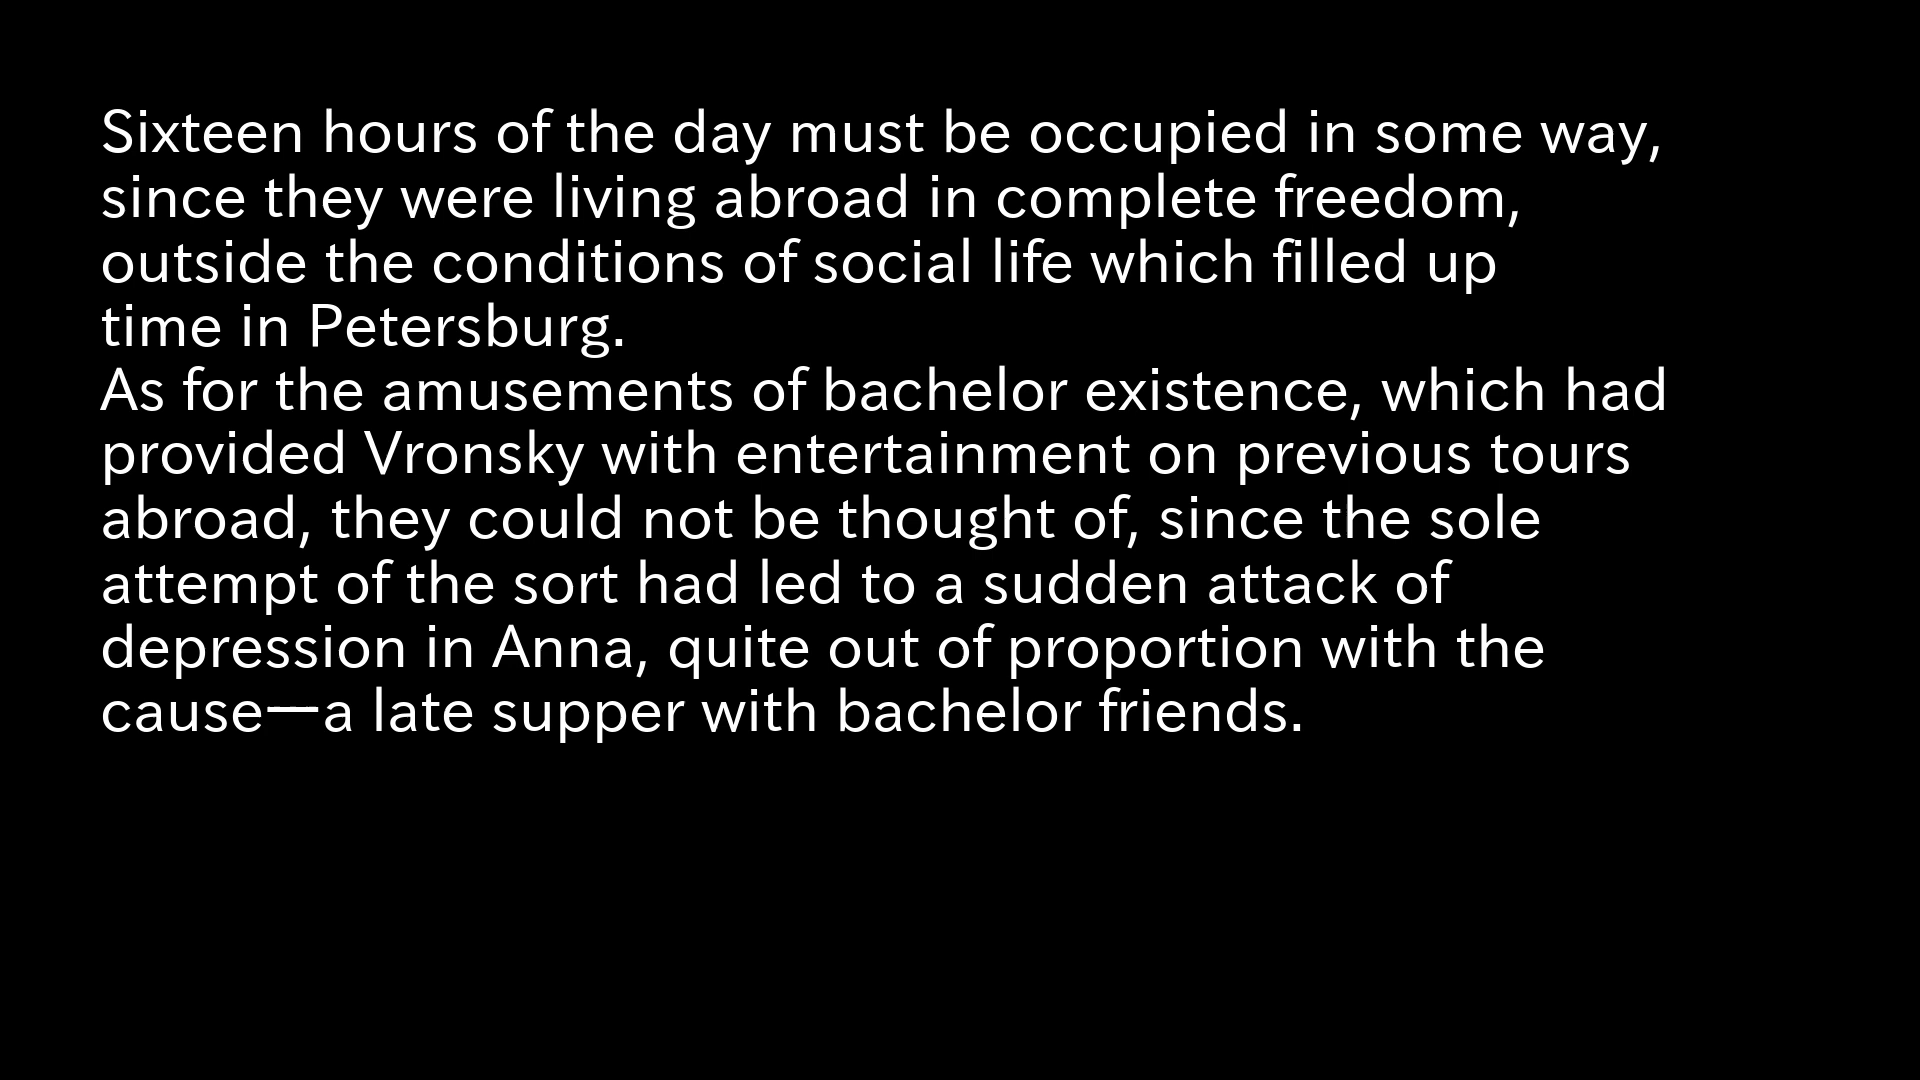 Sixteen hours of the day must be occupied in some way,
since they were living abroad in complete freedom,
outside the conditions of social life which filled up
time in Petersburg.
As for the amusements of bachelor existence, which had
provided Vronsky with entertainment on previous tours
abroad, they could not be thought of, since the sole
attempt of the sort had led to a sudden attack of
depression in Anna, quite out of proportion with the
cause—a late supper with bachelor friends.